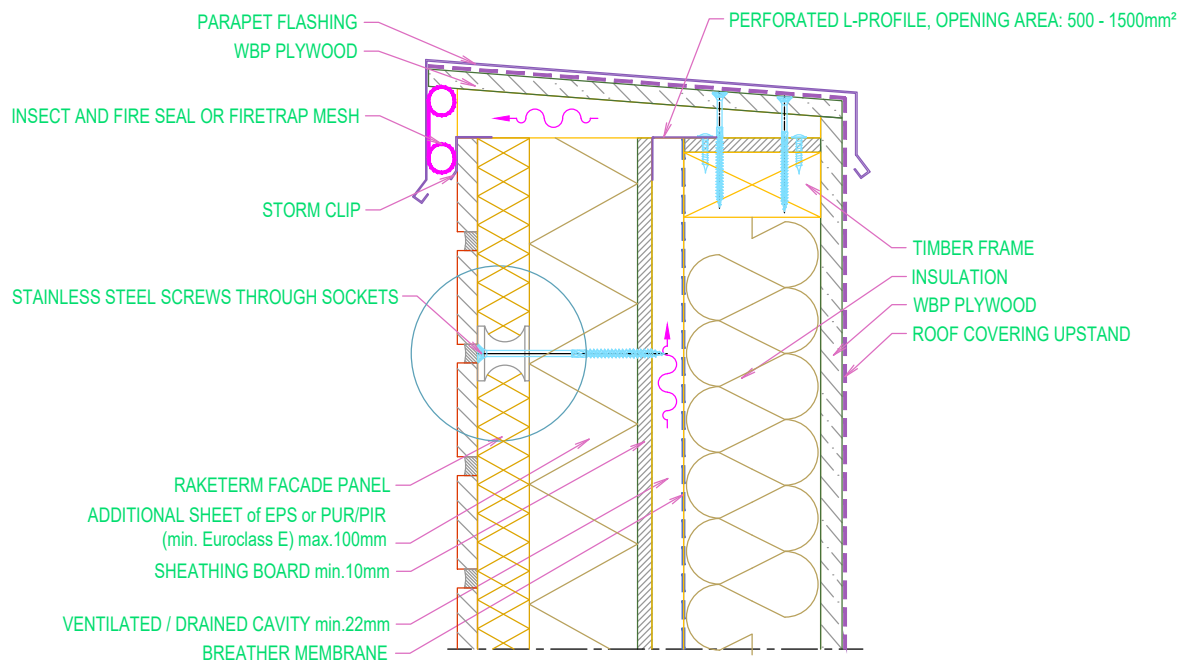 PARAPET FLASHING
WBP PLYWOOD
INSECT AND FIRE SEAL OR FIRETRAP MESH
STORM CLIP
STAINLESS STEEL SCREWS THROUGH SOCKETS
RAKETERM FACADE PANEL
ADDITIONAL SHEET of EPS or PUR/PIR
(min. Euroclass E) max.100mm
SHEATHING BOARD min.10mm
VENTILATED / DRAINED CAVITY min.22mm
BREATHER MEMBRANE
PERFORATED L-PROFILE, OPENING AREA: 500 - 1500mm²
TIMBER FRAME
INSULATION
WBP PLYWOOD
ROOF COVERING UPSTAND